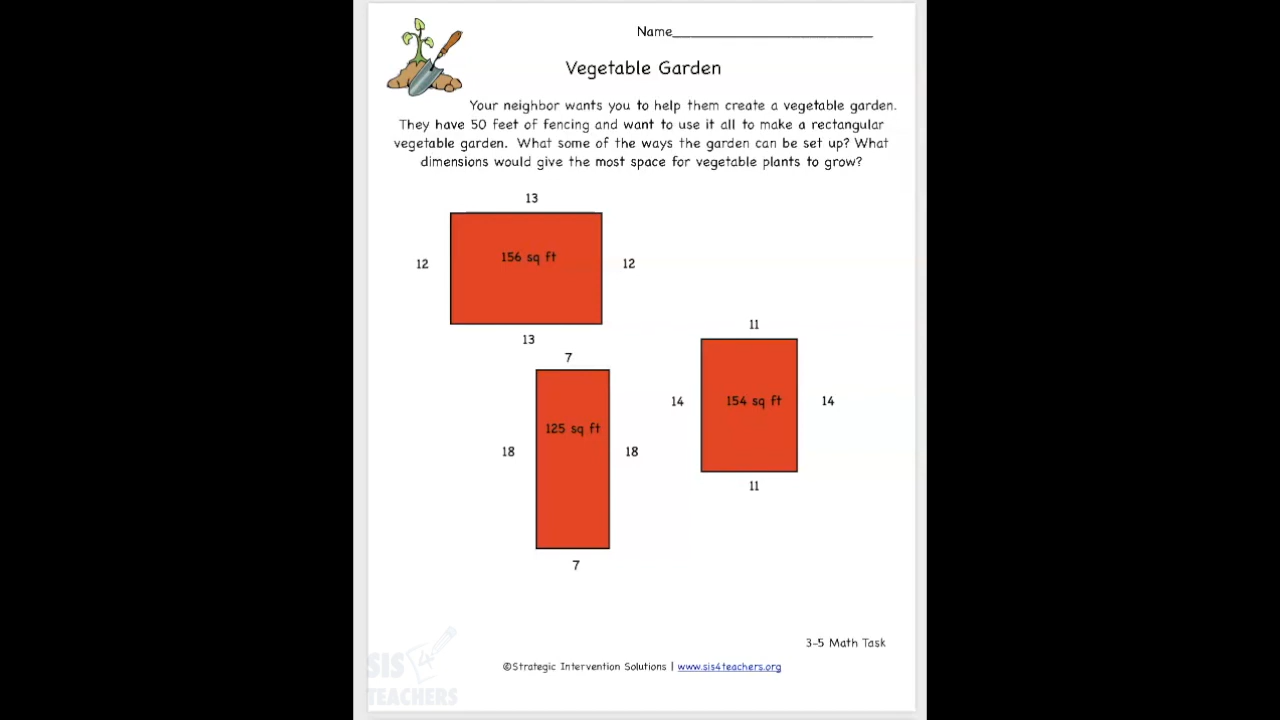 Name_________________________
Vegetable Garden
Your neighbor wants you to help them create a vegetable garden.
They have 50 feet of fencing and want to use it all to make a rectangular
vegetable garden.  What some of the ways the garden can be set up? What
dimensions would give the most space for vegetable plants to grow?
13
156 sq ft
12
12
13
11
7
14
154 sq ft
14
125 sq ft
18
18
11
7
3-5 Math Task
©Strategic Intervention Solutions | www.sis4teachers.org
SIS 4
TEACHERS